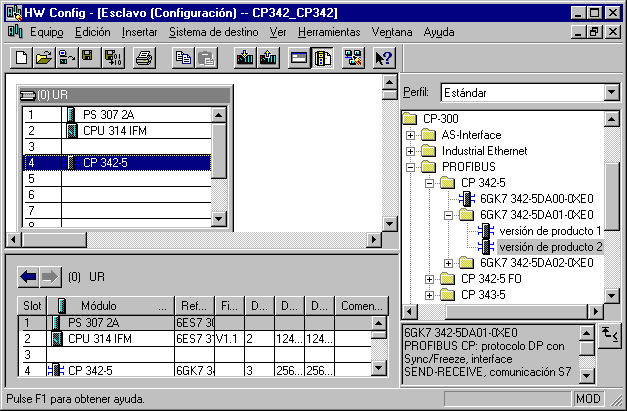 HW Config - [Esclavo (Configuración) -- CP342_CP342]
Equipo Edición Insertar Sistema de destino Ver Herramientas Ventana Ayuda
(0) UR
1 PS 307 2A
2 CPU 314 IFM
3
4 CP 342-5
5
6
7
8
Perfil: Estándar
CP-300
AS-Interface
Industrial Ethernet
PROFIBUS
CP 342-5
6GK7 342-5DA00-0XE0
6GK7 342-5DA01-0XE0
versión de producto 1
versión de producto 2
6GK7 342-5DA02-0XE0
CP 342-5 FO
CP 343-5
(0) UR
Slot Módulo ... Ref... Fi... D... D... D... Comen...
1 PS 307 2A 6ES7 30
2 CPU 314 IFM 6ES7 31 V1.1 2 124... 124...
3
4 CP 342-5 6GK7 34 3 256... 256...
6GK7 342-5DA01-0XE0
PROFIBUS CP: protocolo DP con
Sync/Freeze, interface
SEND-RECEIVE, comunicación S7
Pulse F1 para obtener ayuda. MOD